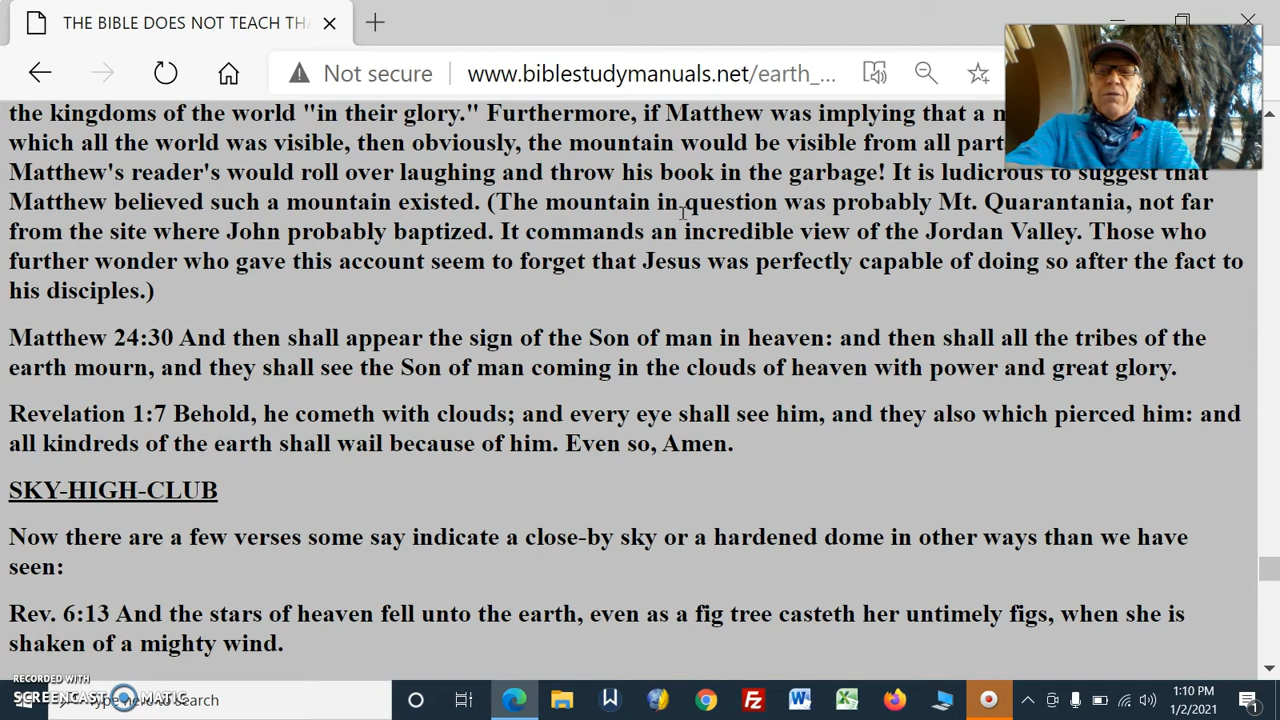 THE BIBLE DOES NOT TEACH TH
Not secure www.biblestudymanuals.net/earth_...
the kingdoms of the world "in their glory." Furthermore, if Matthew was implying that a
which all the world was visible, then obviously, the mountain would be visible from all
Matthew's reader's would roll over laughing and throw his book in the garbage! It is ludicrous to suggest that
Matthew believed such a mountain existed. (The mountain in question was probably Mt. Quarantania, not far
from the site where John probably baptized. It commands an incredible view of the Jordan Valley. Those who
further wonder who gave this account seem to forget that Jesus was perfectly capable of doing so after the fact to
his disciples.)
Matthew 24:30 And then shall appear the sign of the Son of man in heaven: and then shall all the tribes of the
earth mourn, and they shall see the Son of man coming in the clouds of heaven with power and great glory.
Revelation 1:7 Behold, he cometh with clouds; and every eye shall see him, and they also which pierced him: and
all kindreds of the earth shall wail because of him. Even so, Amen.
SKY-HIGH-CLUB
Now there are a few verses some say indicate a close-by sky or a hardened dome in other ways than we have
seen:
Rev. 6:13 And the stars of heaven fell unto the earth, even as a fig tree casteth her untimely figs, when she is
shaken of a mighty wind.
RECORDED WITH
SCREENCAST MATIC
Type here to search
1:10 PM
1/2/2021
1